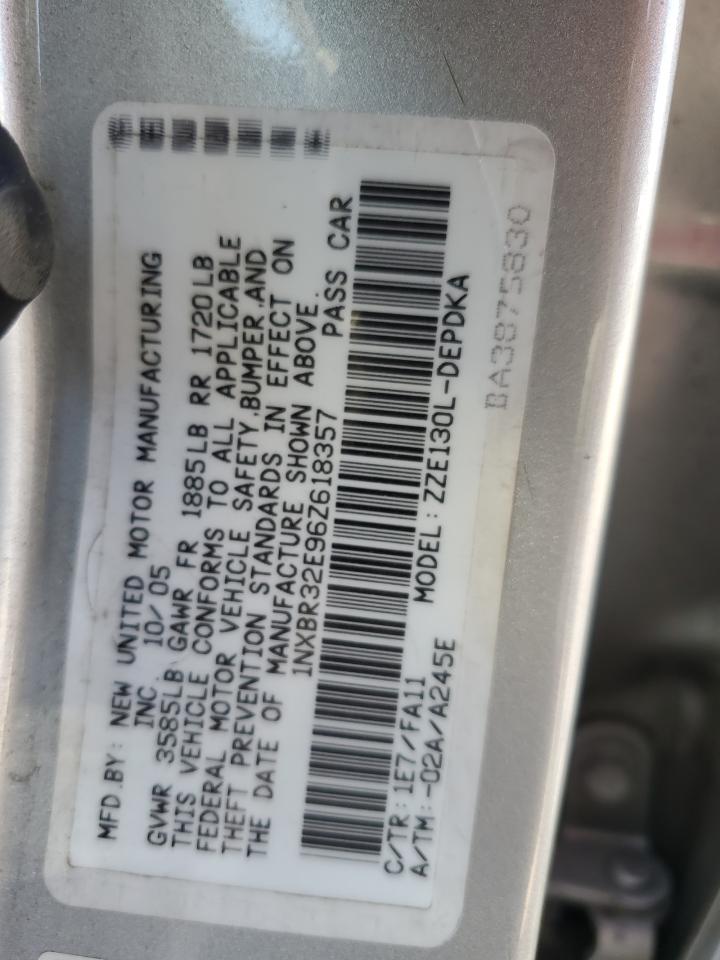 MFD.BY: NEW UNITED MOTOR MANUFACTURING
INC. 10/05
GVWR 3585LB GAWR FR 1885LB RR 1720LB
THIS VEHICLE CONFORMS TO ALL APPLICABLE
FEDERAL MOTOR VEHICLE SAFETY,BUMPER,AND
THEFT PREVENTION STANDARDS IN EFFECT ON
THE DATE OF MANUFACTURE SHOWN ABOVE.
1NXBR32E96Z618357 PASS CAR
C/TR:1E7/FA11 MODEL:ZZE130L-DEPDKA
A/TM:-02A/A245E
BA3975830